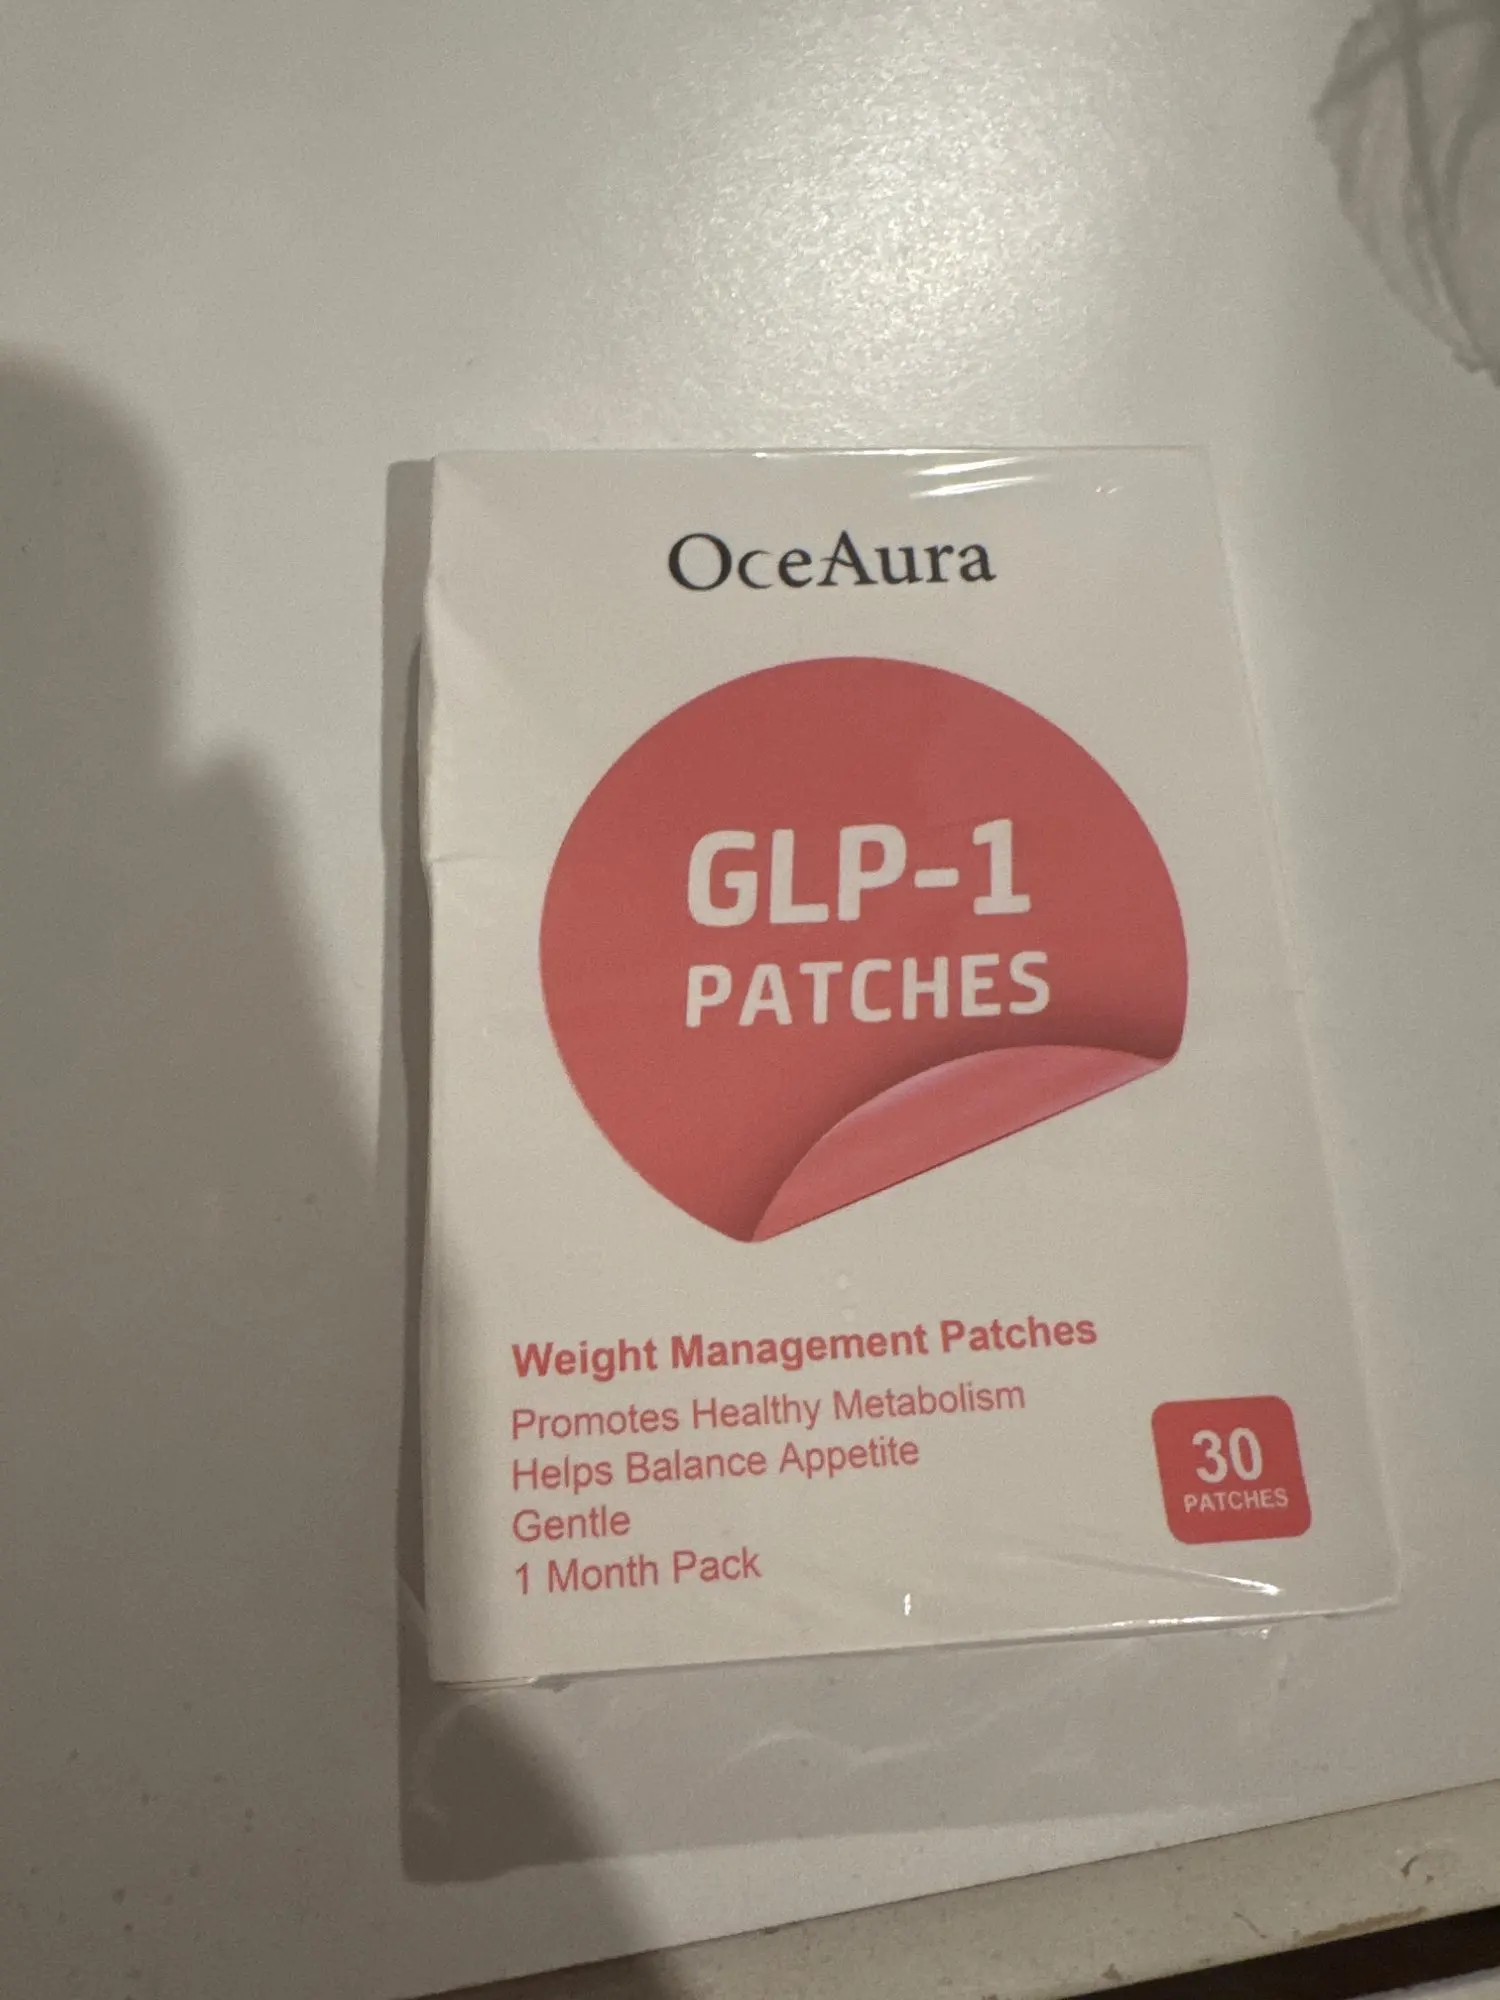 OceAura
GLP-1
PATCHES
Weight Management Patches
Promotes Healthy Metabolism
Helps Balance Appetite
Gentle
1 Month Pack
30
PATCHES